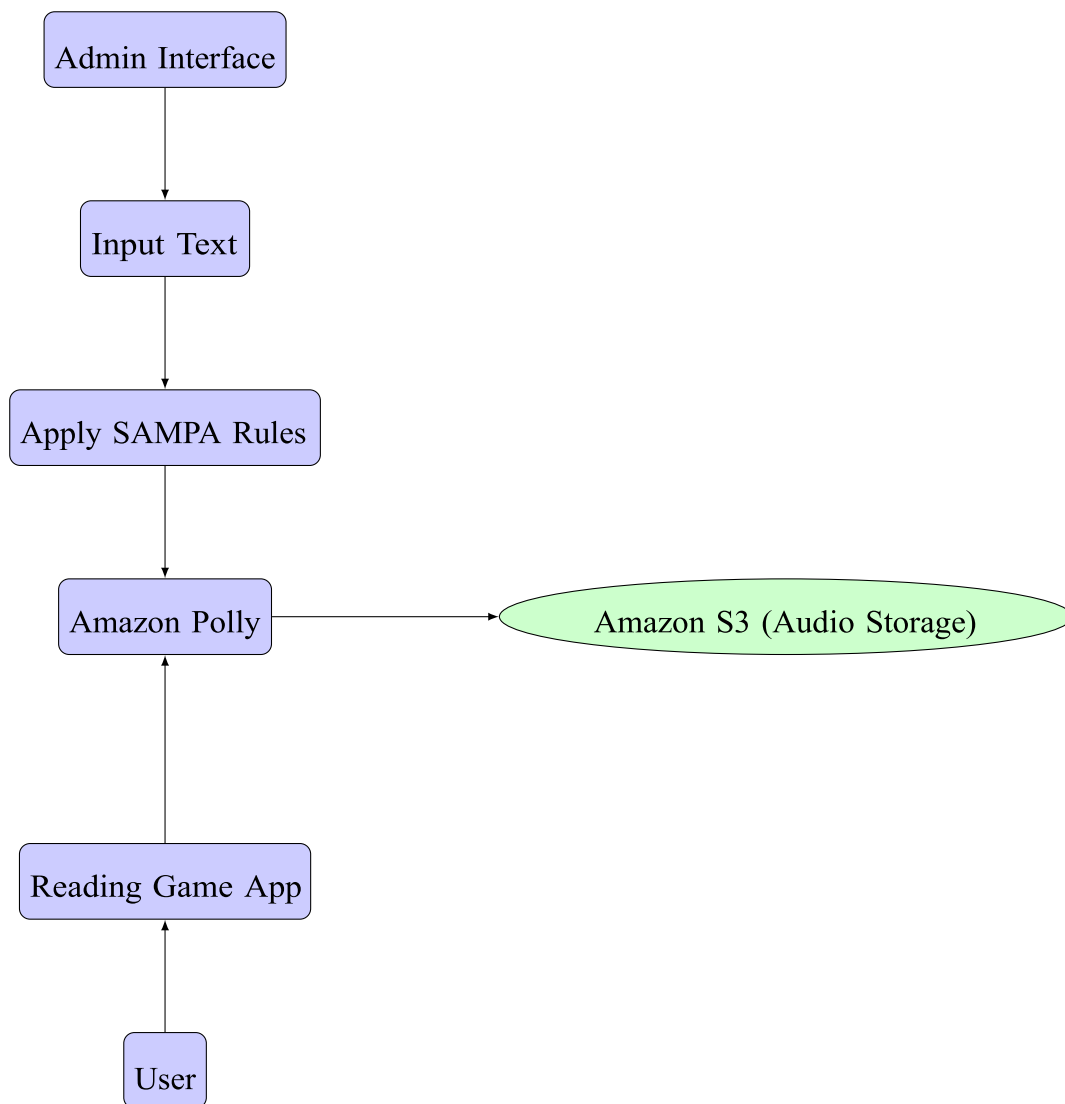 Admin Interface
Input Text
Apply SAMPA Rules
Amazon Polly
Amazon S3 (Audio Storage)
Reading Game App
User